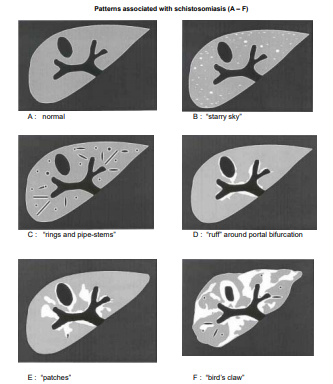 Patterns associated with schistosomiasis (A – F)
A : normal
B : "starry sky"
C : "rings and pipe-stems"
D : "ruff" around portal bifurcation
E : "patches"
F : "bird's claw"